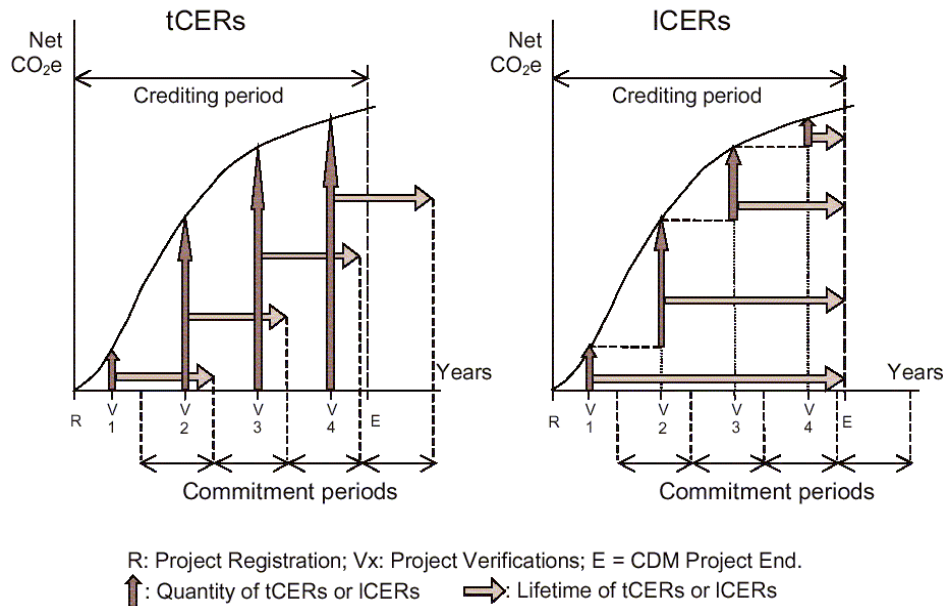 tCERs
Net
CO₂e
Crediting period
Years
R
V
1
V
2
V
3
V
4
E
Commitment periods
lCERs
Net
CO₂e
Crediting period
Years
R
V
1
V
2
V
3
V
4
E
Commitment periods
R: Project Registration; Vx: Project Verifications; E = CDM Project End.
: Quantity of tCERs or lCERs : Lifetime of tCERs or lCERs